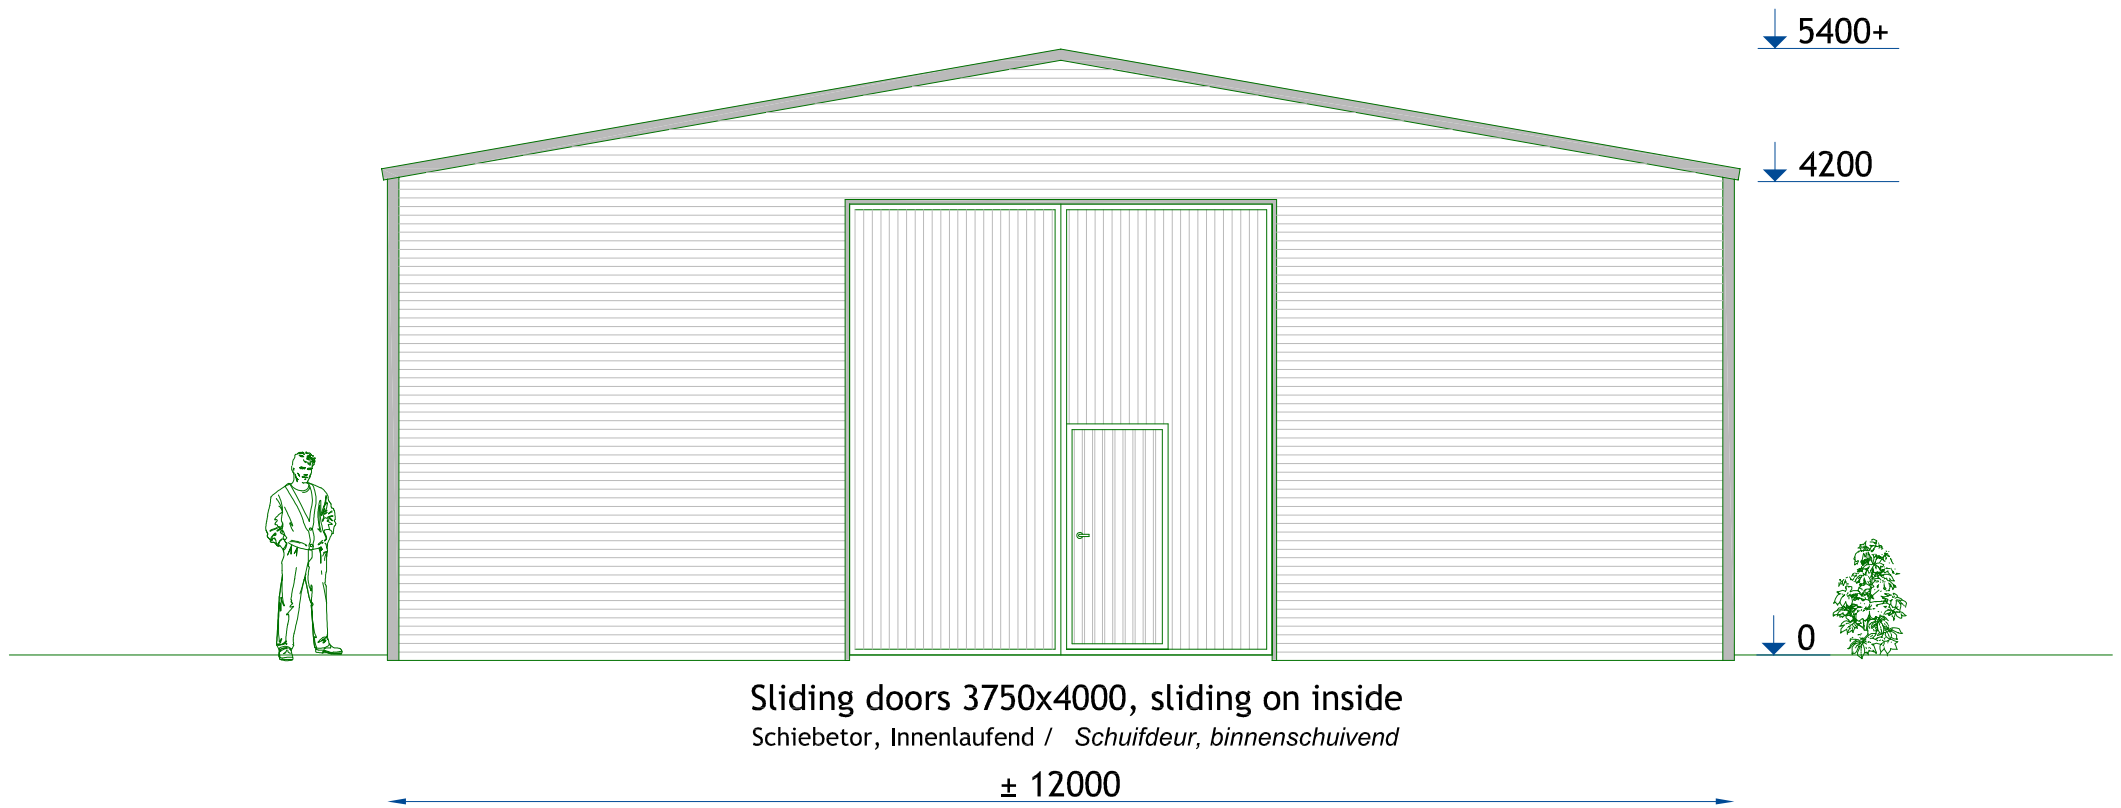 5400+
4200
0
Sliding doors 3750x4000, sliding on inside
Schiebetor, Innenlaufend / Schuifdeur, binnenschuivend
± 12000